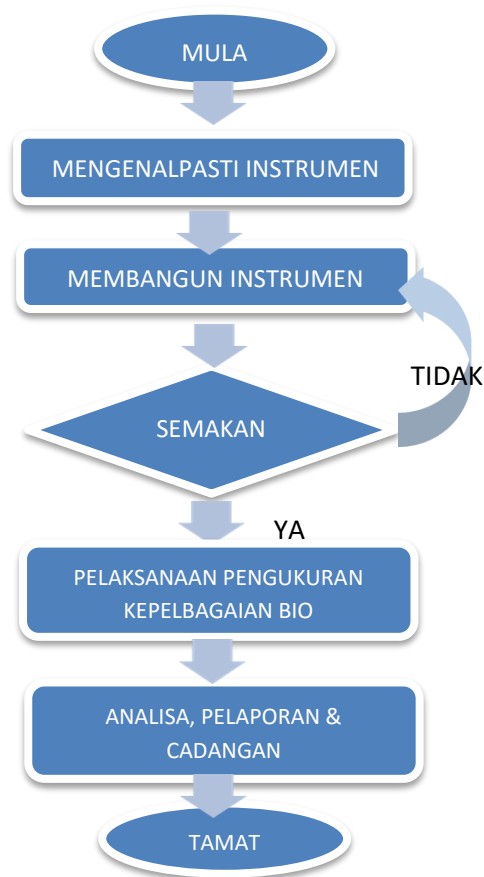 MULA
MENGENALPASTI INSTRUMEN
MEMBANGUN INSTRUMEN
TIDAK
SEMAKAN
YA
PELAKSANAAN PENGUKURAN
KEPELBAGAIAN BIO
ANALISA, PELAPORAN &
CADANGAN
TAMAT